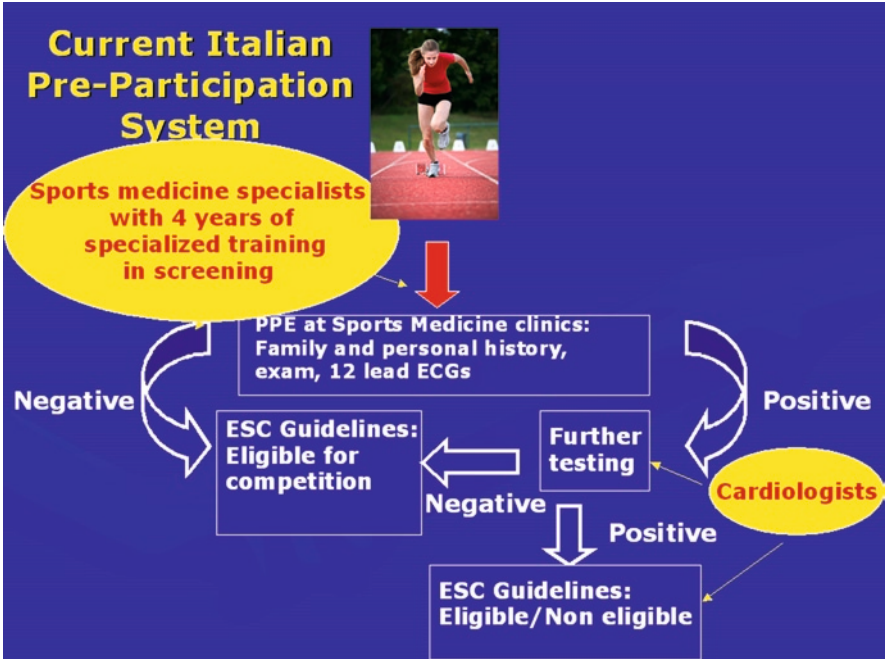 Current Italian
Pre-Participation
System
Sports medicine specialists
with 4 years of
specialized training
in screening
PPE at Sports Medicine clinics:
Family and personal history,
exam, 12 lead ECGs
Negative
Positive
ESC Guidelines:
Eligible for
competition
Further
testing
Cardiologists
Negative
Positive
ESC Guidelines:
Eligible/Non eligible